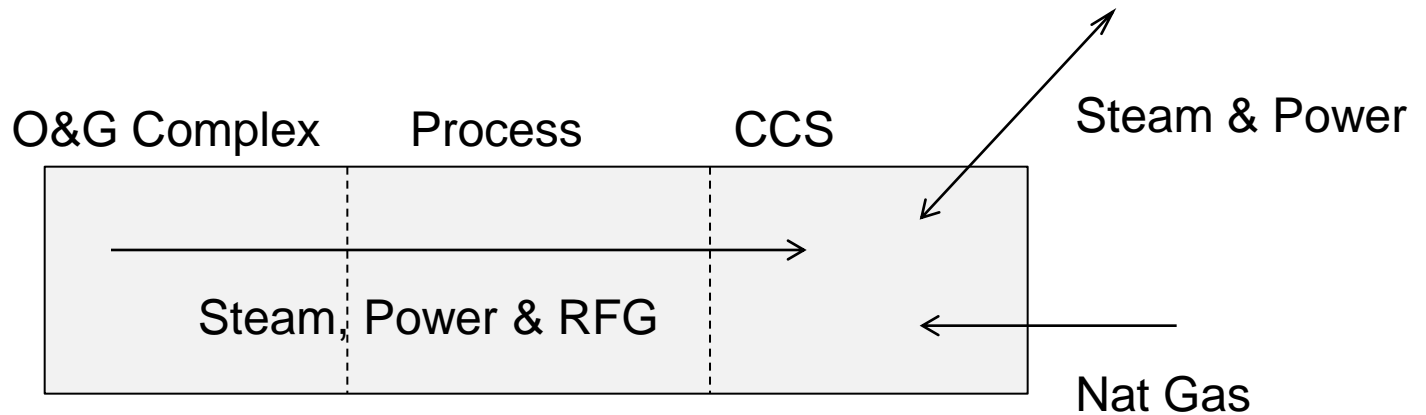 O&G Complex
Process
CCS
Steam & Power
Steam, Power & RFG
Nat Gas